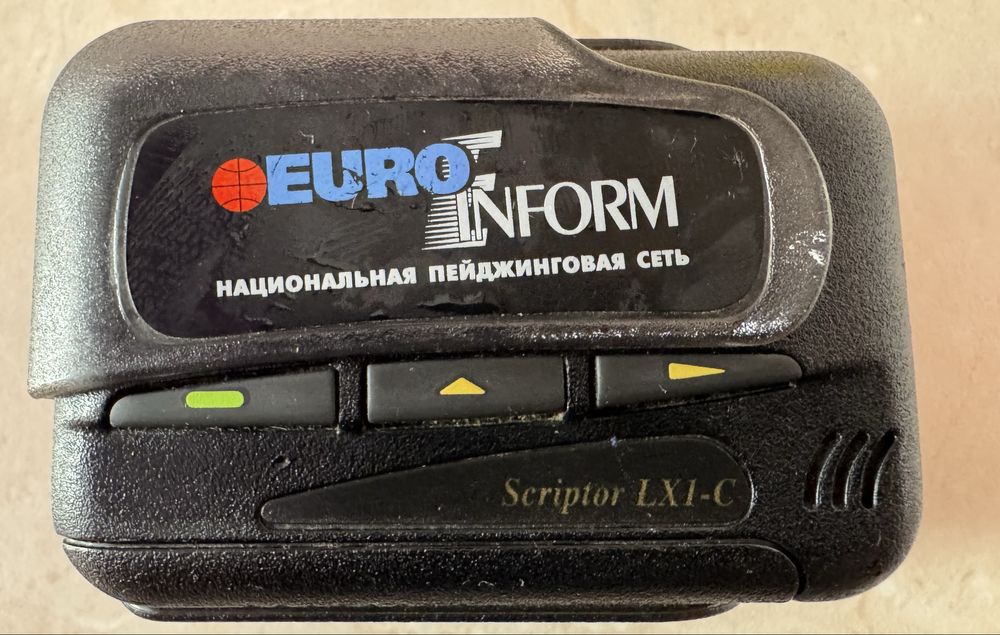 EURO INFORM
НАЦИОНАЛЬНАЯ ПЕЙДЖИНГОВАЯ СЕТЬ
Scriptor LX1-C